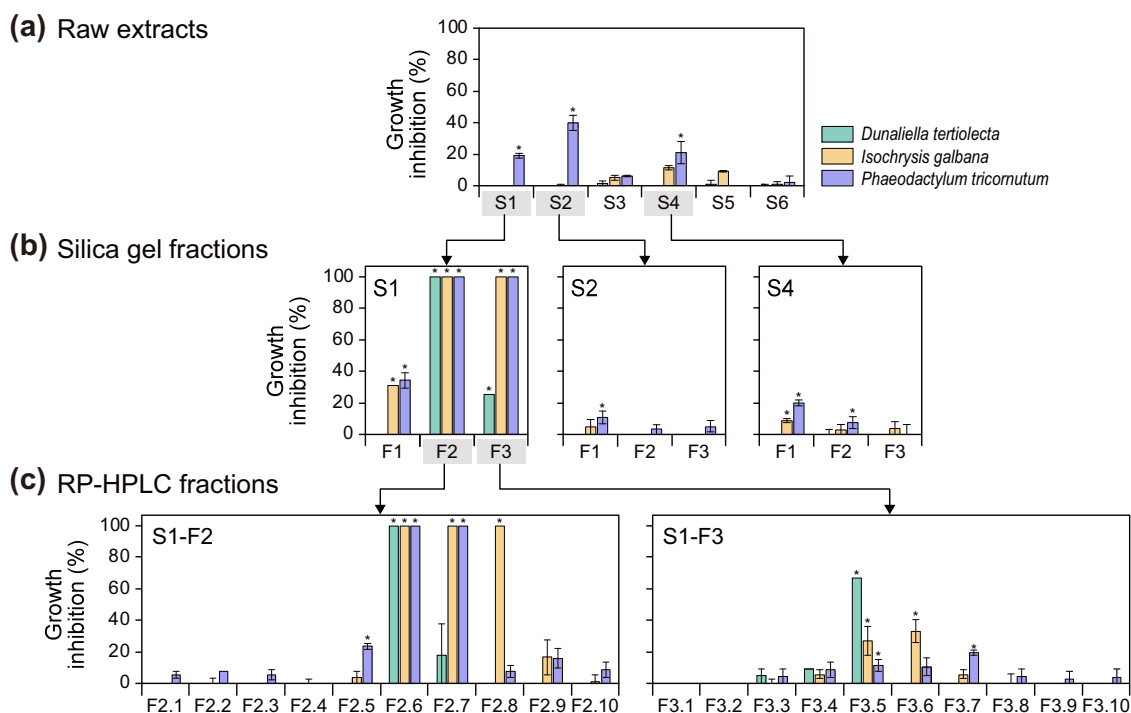 (a) Raw extracts
Growth
inhibition (%)
100
80
60
40
20
0
* * *
S1 S2 S3 S4 S5 S6
Dunaliella tertiolecta
Isochrysis galbana
Phaeodactylum tricornutum
(b) Silica gel fractions
Growth
inhibition (%)
100
80
60
40
20
0
S1
* * * * * * * *
F1 F2 F3
S2
*
F1 F2 F3
S4
* * *
F1 F2 F3
(c) RP-HPLC fractions
Growth
inhibition (%)
100
80
60
40
20
0
S1-F2
* * * * * * *
F2.1 F2.2 F2.3 F2.4 F2.5 F2.6 F2.7 F2.8 F2.9 F2.10
S1-F3
* * * * *
F3.1 F3.2 F3.3 F3.4 F3.5 F3.6 F3.7 F3.8 F3.9 F3.10